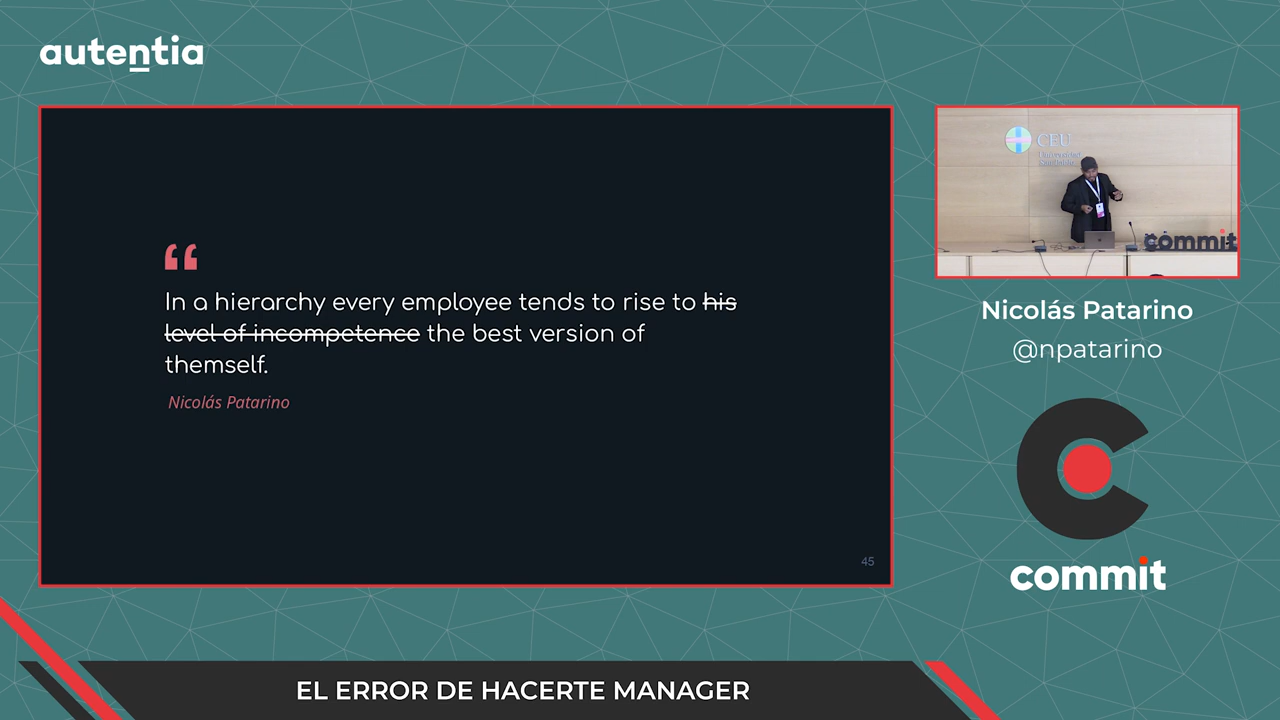 autentia
“
In a hierarchy every employee tends to rise to his
level of incompetence the best version of
themself.
Nicolás Patarino
45
CEU
commit
Nicolás Patarino
@npatarino
commit
EL ERROR DE HACERTE MANAGER